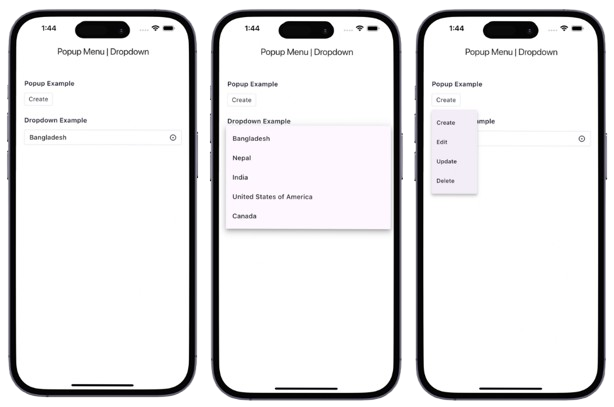 1:44
Popup Menu | Dropdown
Popup Example
Create
Dropdown Example
Bangladesh
1:44
Popup Menu | Dropdown
Popup Example
Create
Dropdown Example
Bangladesh
Nepal
India
United States of America
Canada
1:44
Popup Menu | Dropdown
Popup Example
Create
Create
mple
Edit
Update
Delete